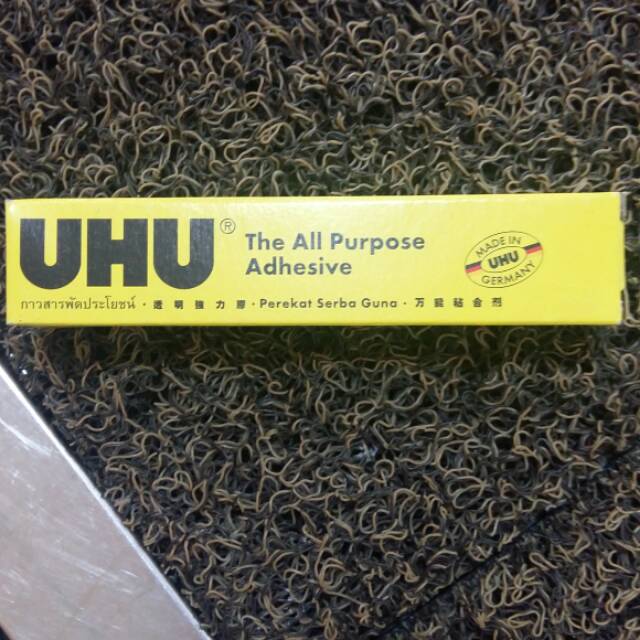 UHU®
The All Purpose
Adhesive
MADE IN
UHU
GERMANY
กาวสารพัดประโยชน์ · 透明強力膠 · Perekat Serba Guna · 万能粘合剂